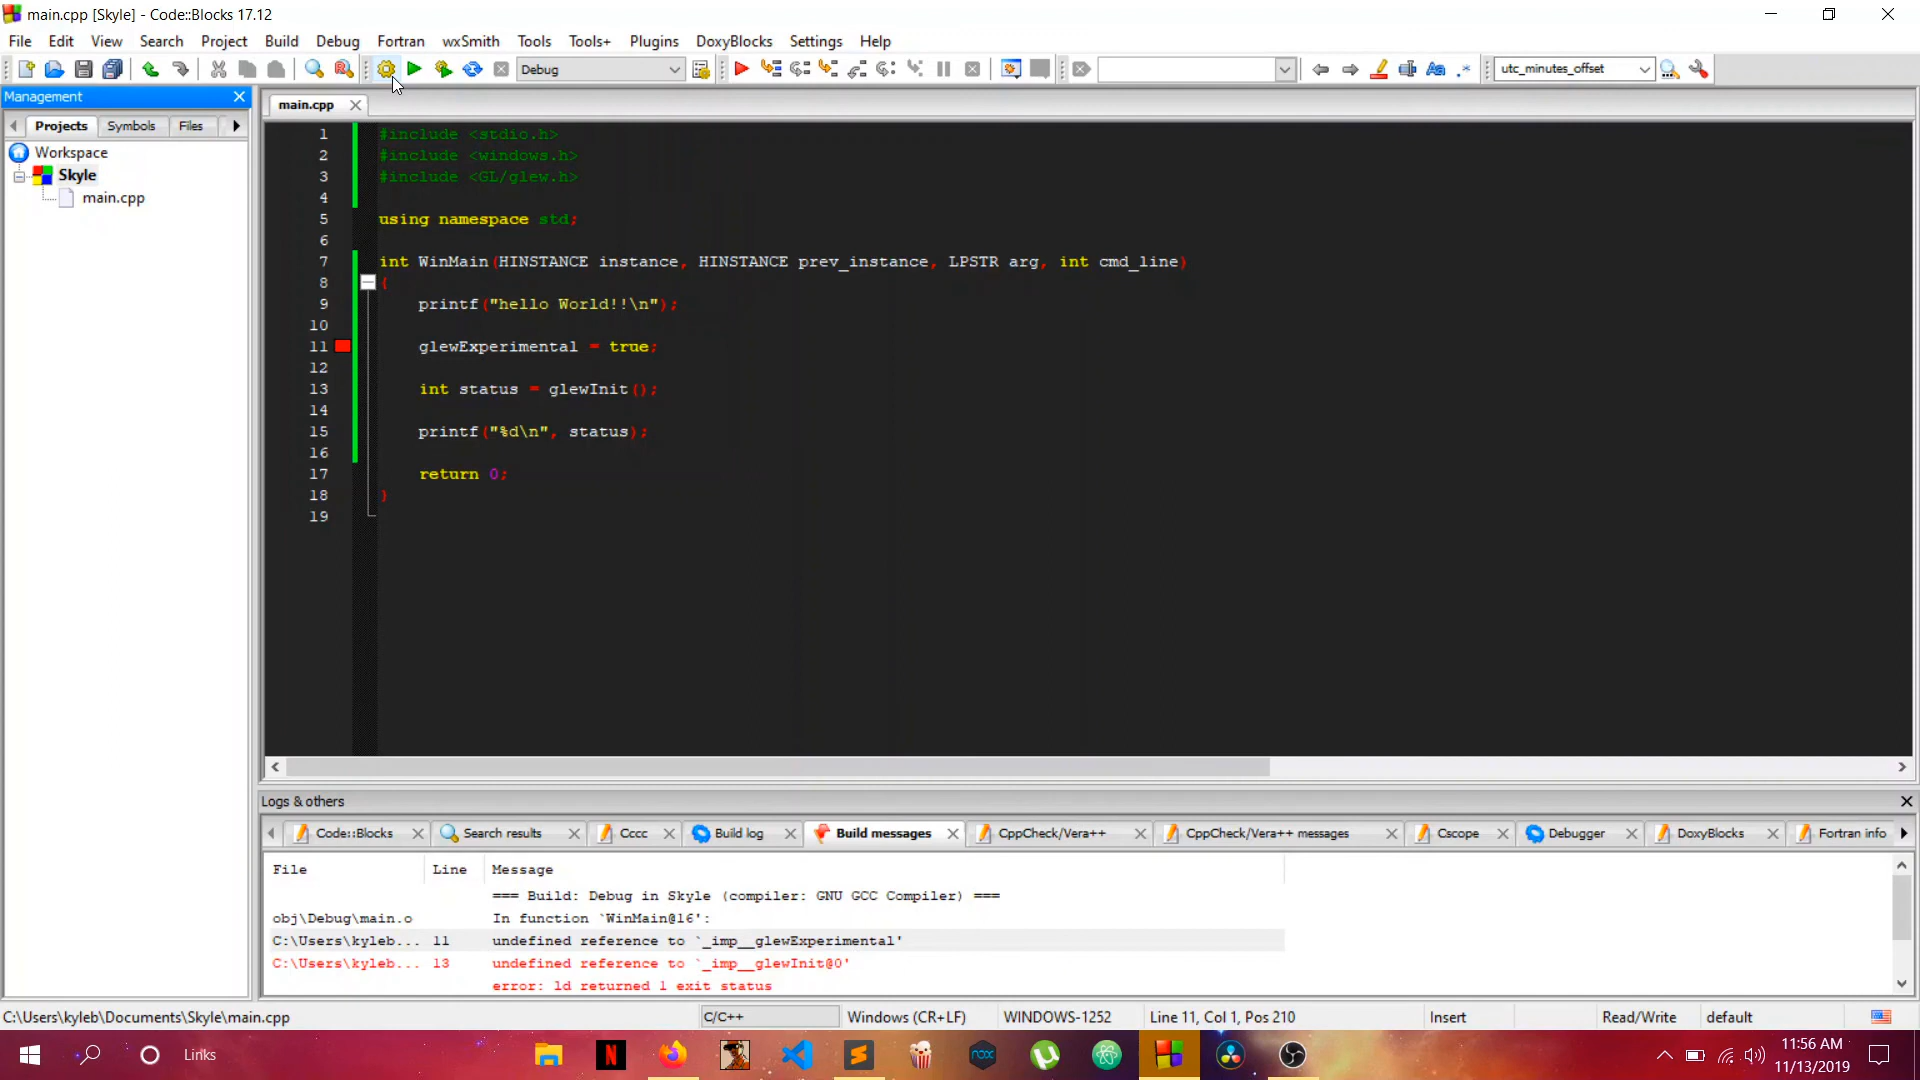 main.cpp [Skyle] - Code::Blocks 17.12
File Edit View Search Project Build Debug Fortran wxSmith Tools Tools+ Plugins DoxyBlocks Settings Help
Debug
utc_minutes_offset
Management
main.cpp
Projects Symbols Files
Workspace
Skyle
main.cpp
1 #include <stdio.h>
2 #include <windows.h>
3 #include <GL/glew.h>
4
5 using namespace std;
6
7 int WinMain(HINSTANCE instance, HINSTANCE prev_instance, LPSTR arg, int cmd_line)
8 {
9 printf("hello World!!\n");
10
11 glewExperimental = true;
12
13 int status = glewInit();
14
15 printf("%d\n", status);
16
17 return 0;
18 }
19
Logs & others
Code::Blocks Search results Cccc Build log Build messages CppCheck/Vera++ CppCheck/Vera++ messages Cscope Debugger DoxyBlocks Fortran info
File Line Message
=== Build: Debug in Skyle (compiler: GNU GCC Compiler) ===
obj\Debug\main.o In function `WinMain@16':
C:\Users\kyleb... 11 undefined reference to `_imp__glewExperimental'
C:\Users\kyleb... 13 undefined reference to `_imp__glewInit@0'
error: ld returned 1 exit status
C:\Users\kyleb\Documents\Skyle\main.cpp C/C++ Windows (CR+LF) WINDOWS-1252 Line 11, Col 1, Pos 210 Insert Read/Write default
Links
11:56 AM
11/13/2019